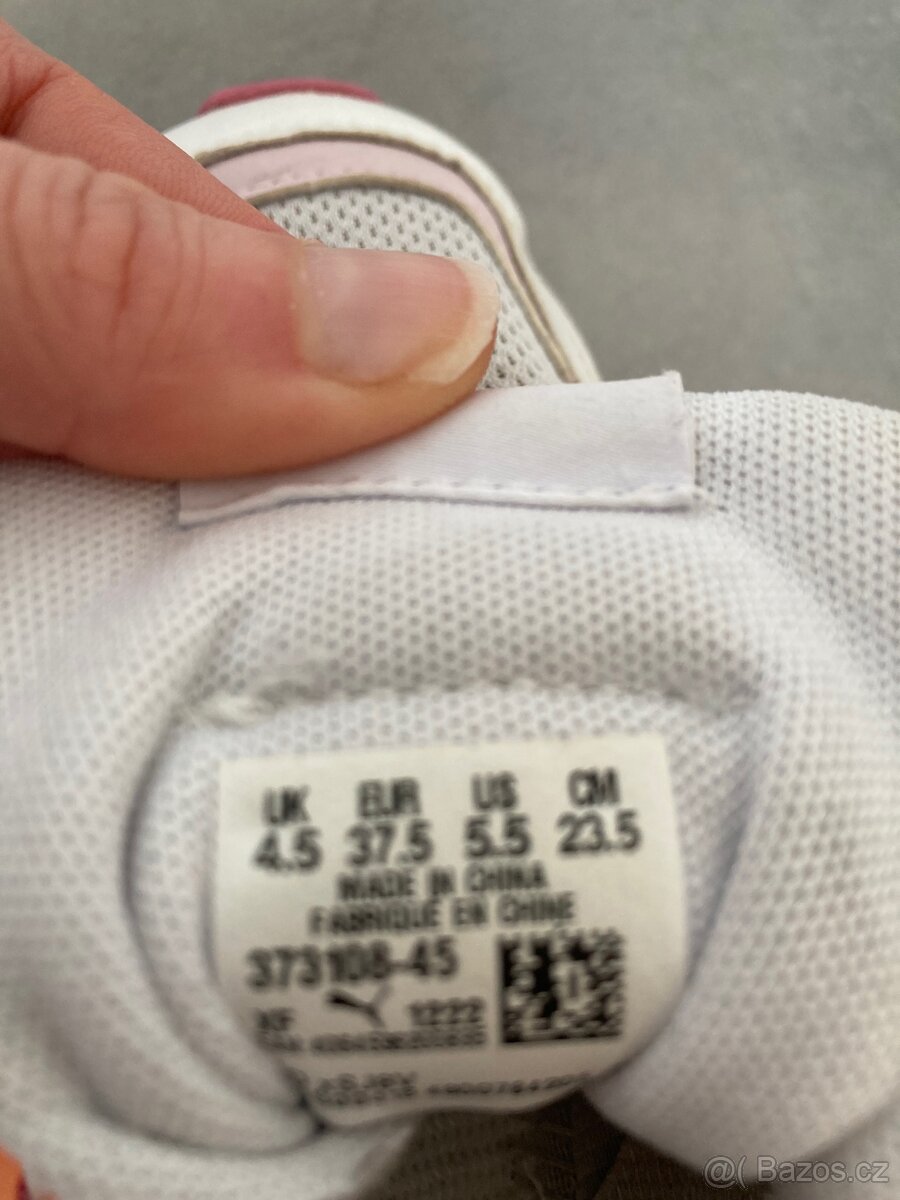 UK EUR US CM
4.5 37.5 5.5 23.5
MADE IN CHINA
FABRIQUÉ EN CHINE
373108-45
1222
@( Bazos.cz